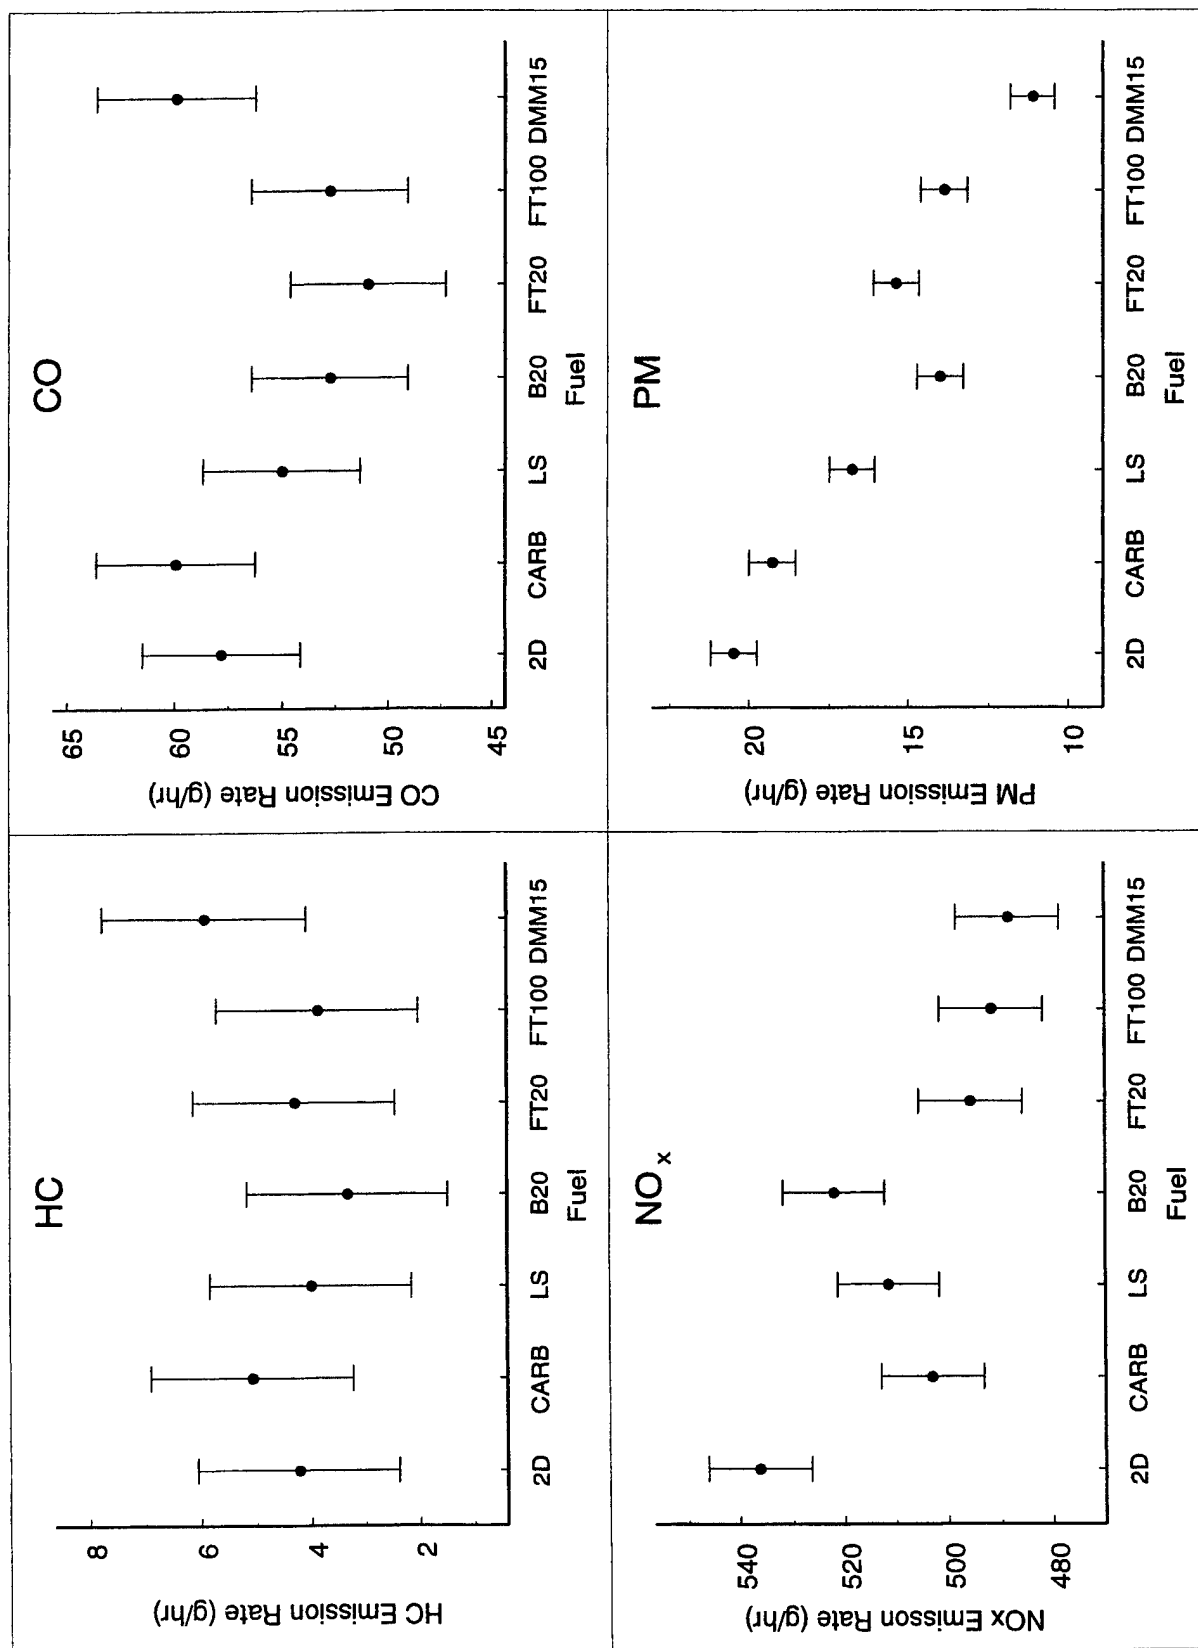 HC
HC Emission Rate (g/hr)
8
6
4
2
2D CARB LS B20 FT20 FT100 DMM15
Fuel
CO
CO Emission Rate (g/hr)
65
60
55
50
45
2D CARB LS B20 FT20 FT100 DMM15
Fuel
NOx
NOx Emisson Rate (g/hr)
540
520
500
480
2D CARB LS B20 FT20 FT100 DMM15
Fuel
PM
PM Emission Rate (g/hr)
20
15
10
2D CARB LS B20 FT20 FT100 DMM15
Fuel